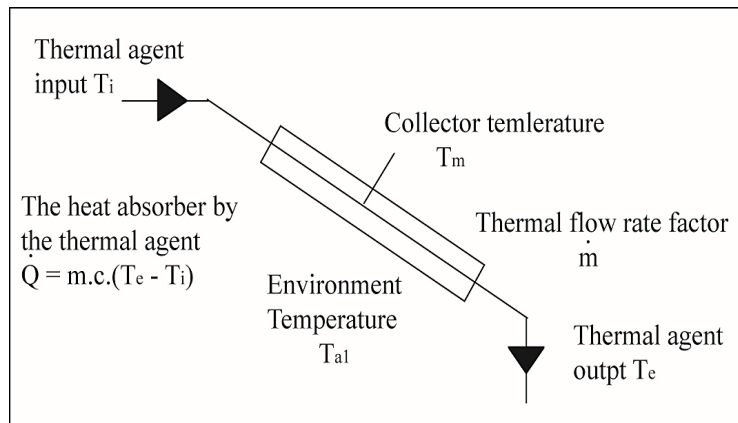 Thermal agent
input Ti
Collector temlerature
Tm
The heat absorber by
the thermal agent
Q̇ = m.c.(Te - Ti)
Thermal flow rate factor
ṁ
Environment
Temperature
Ta1
Thermal agent
outpt Te